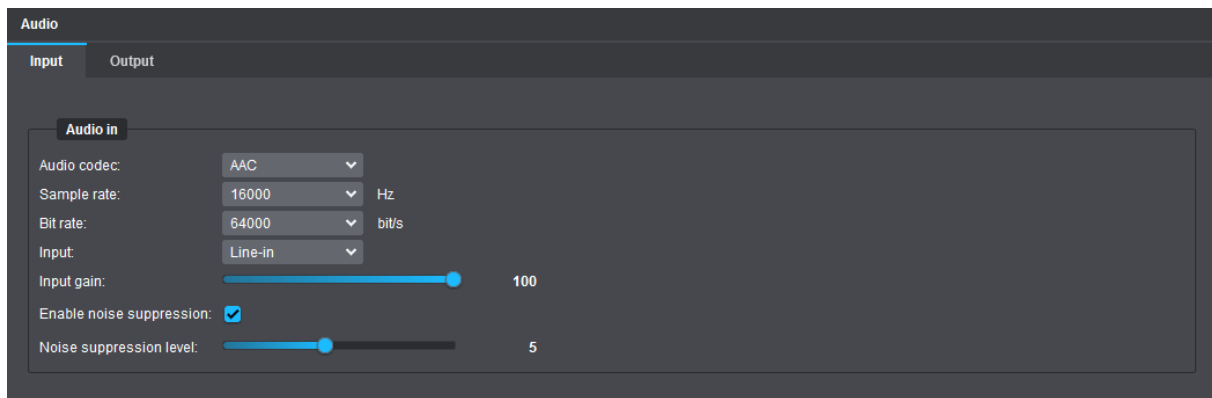 Audio
Input Output
Audio in
Audio codec: AAC
Sample rate: 16000 Hz
Bit rate: 64000 bit/s
Input: Line-in
Input gain: 100
Enable noise suppression:
Noise suppression level: 5